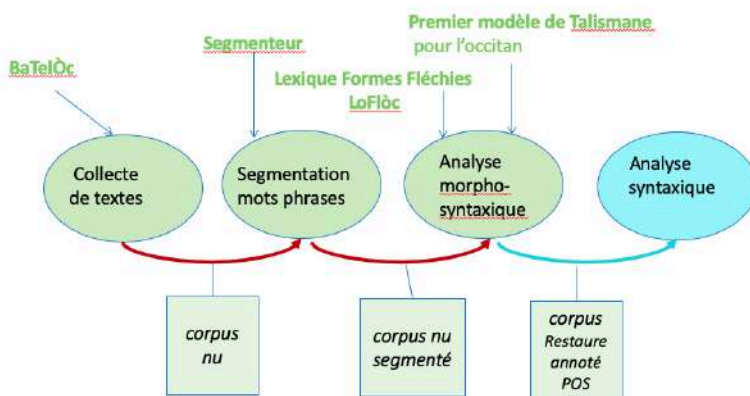 Premier modèle de Talismane
pour l'occitan
Segmenteur
BaTelÒc
Lexique Formes Fléchies
LoFlòc
Collecte
de textes
Segmentation
mots phrases
Analyse
morpho-
syntaxique
Analyse
syntaxique
corpus
nu
corpus nu
segmenté
corpus
Restaure
annoté
POS